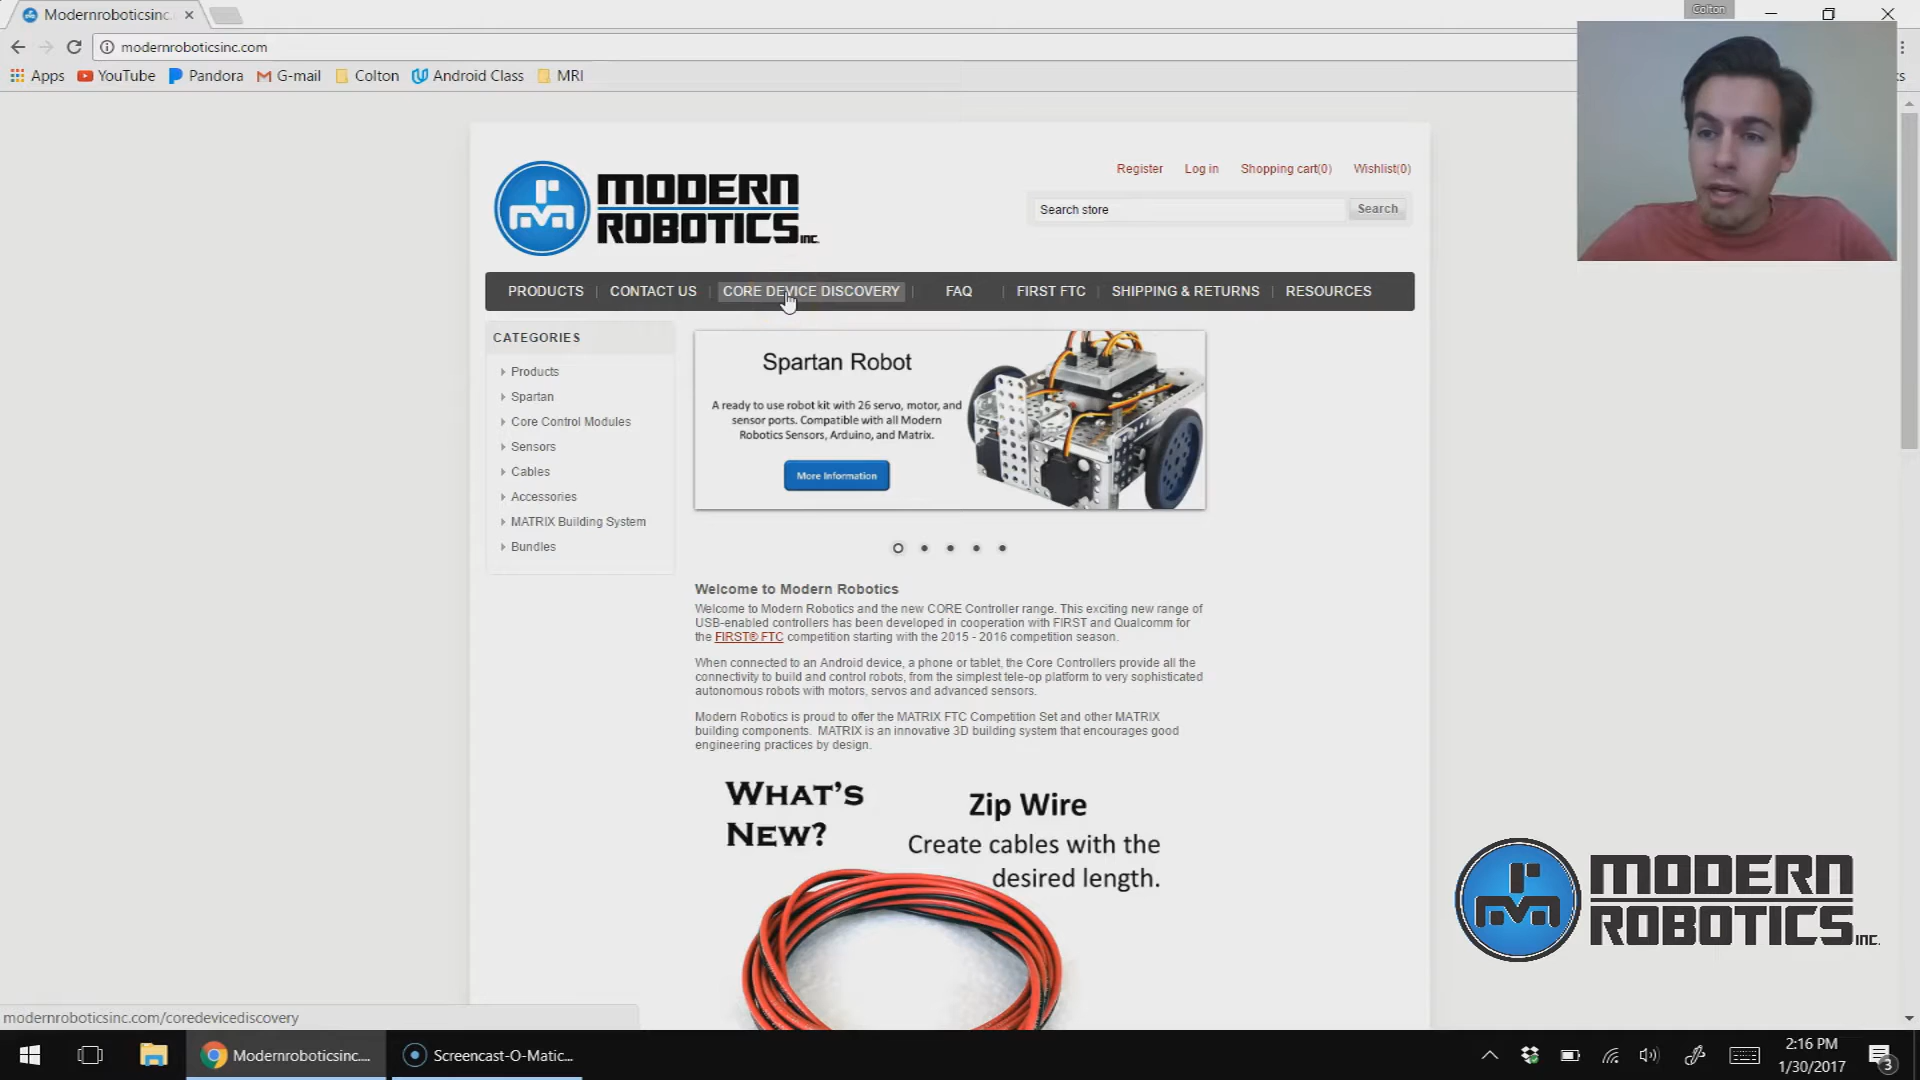 Modernroboticsinc.
Colton
modernroboticsinc.com
Apps YouTube Pandora G-mail Colton Android Class MRI
MODERN
ROBOTICS INC.
Register Log in Shopping cart(0) Wishlist(0)
Search store Search
PRODUCTS | CONTACT US | CORE DEVICE DISCOVERY | FAQ | FIRST FTC | SHIPPING & RETURNS | RESOURCES
CATEGORIES
Products
Spartan
Core Control Modules
Sensors
Cables
Accessories
MATRIX Building System
Bundles
Spartan Robot
A ready to use robot kit with 26 servo, motor, and
sensor ports. Compatible with all Modern
Robotics Sensors, Arduino, and Matrix.
More Information
Welcome to Modern Robotics
Welcome to Modern Robotics and the new CORE Controller range. This exciting new range of
USB-enabled controllers has been developed in cooperation with FIRST and Qualcomm for
the FIRST® FTC competition starting with the 2015 - 2016 competition season.
When connected to an Android device, a phone or tablet, the Core Controllers provide all the
connectivity to build and control robots, from the simplest tele-op platform to very sophisticated
autonomous robots with motors, servos and advanced sensors.
Modern Robotics is proud to offer the MATRIX FTC Competition Set and other MATRIX
building components. MATRIX is an innovative 3D building system that encourages good
engineering practices by design.
WHAT'S
NEW?
Zip Wire
Create cables with the
desired length.
MODERN
ROBOTICS INC.
modernroboticsinc.com/coredevicediscovery
Modernroboticsinc.... Screencast-O-Matic...
2:16 PM
1/30/2017
3